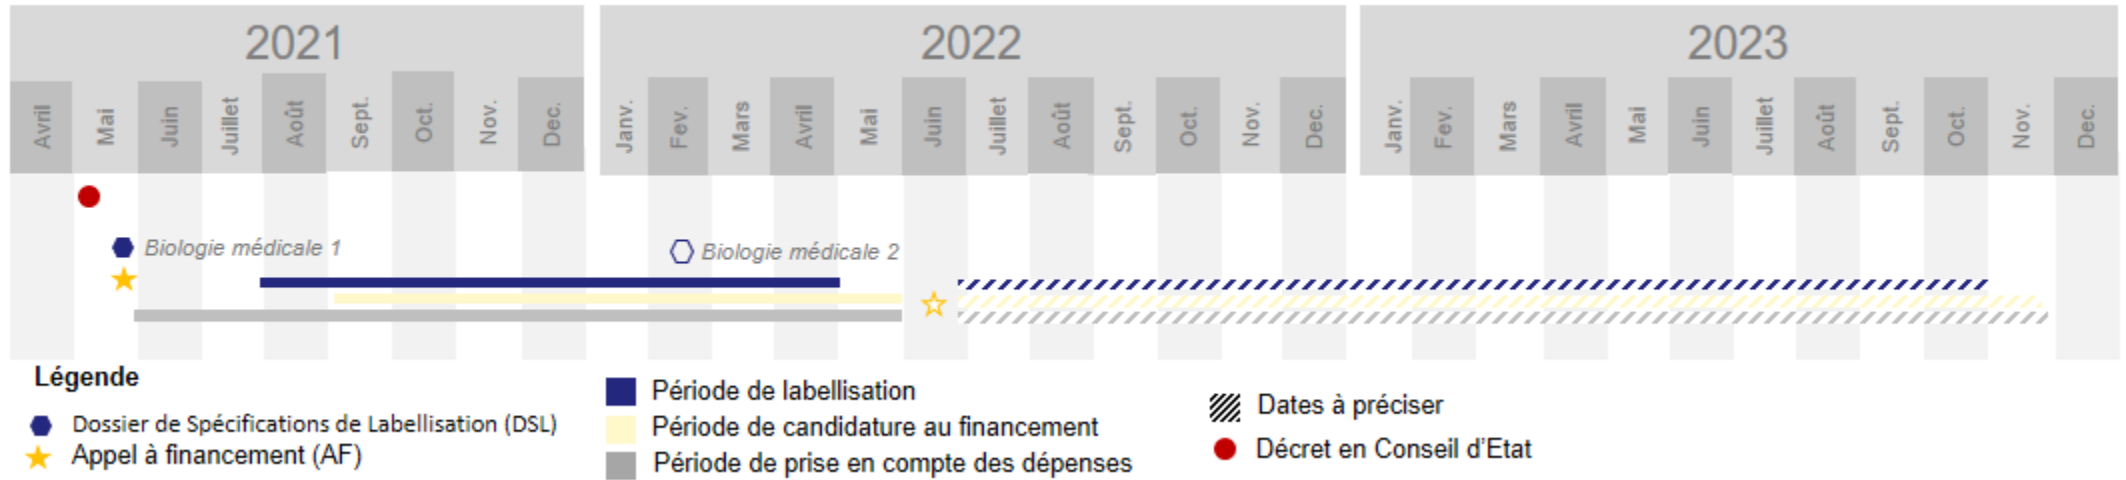 2021
2022
2023
Avril
Mai
Juin
Juillet
Août
Sept.
Oct.
Nov.
Dec.
Janv.
Fev.
Mars
Avril
Mai
Juin
Juillet
Août
Sept.
Oct.
Nov.
Dec.
Janv.
Fev.
Mars
Avril
Mai
Juin
Juillet
Août
Sept.
Oct.
Nov.
Dec.
Biologie médicale 1
Biologie médicale 2
Légende
Dossier de Spécifications de Labellisation (DSL)
Appel à financement (AF)
Période de labellisation
Période de candidature au financement
Période de prise en compte des dépenses
Dates à préciser
Décret en Conseil d'Etat